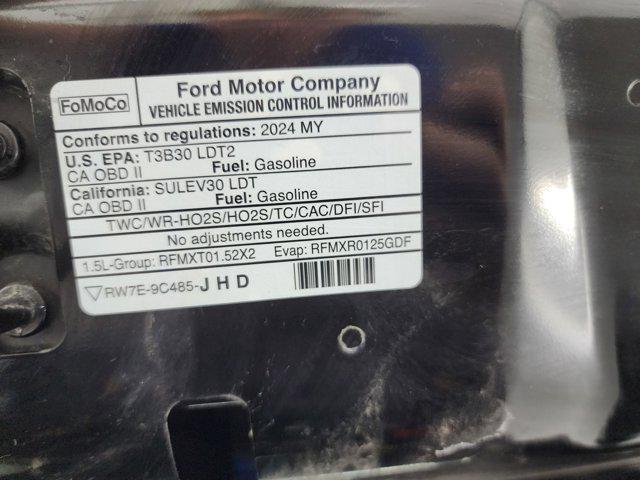 FoMoCo
Ford Motor Company
VEHICLE EMISSION CONTROL INFORMATION
Conforms to regulations: 2024 MY
U.S. EPA: T3B30 LDT2
CA OBD II Fuel: Gasoline
California: SULEV30 LDT
CA OBD II Fuel: Gasoline
TWC/WR-HO2S/HO2S/TC/CAC/DFI/SFI
No adjustments needed.
1.5L-Group: RFMXT01.52X2 Evap: RFMXR0125GDF
RW7E-9C485-J H D